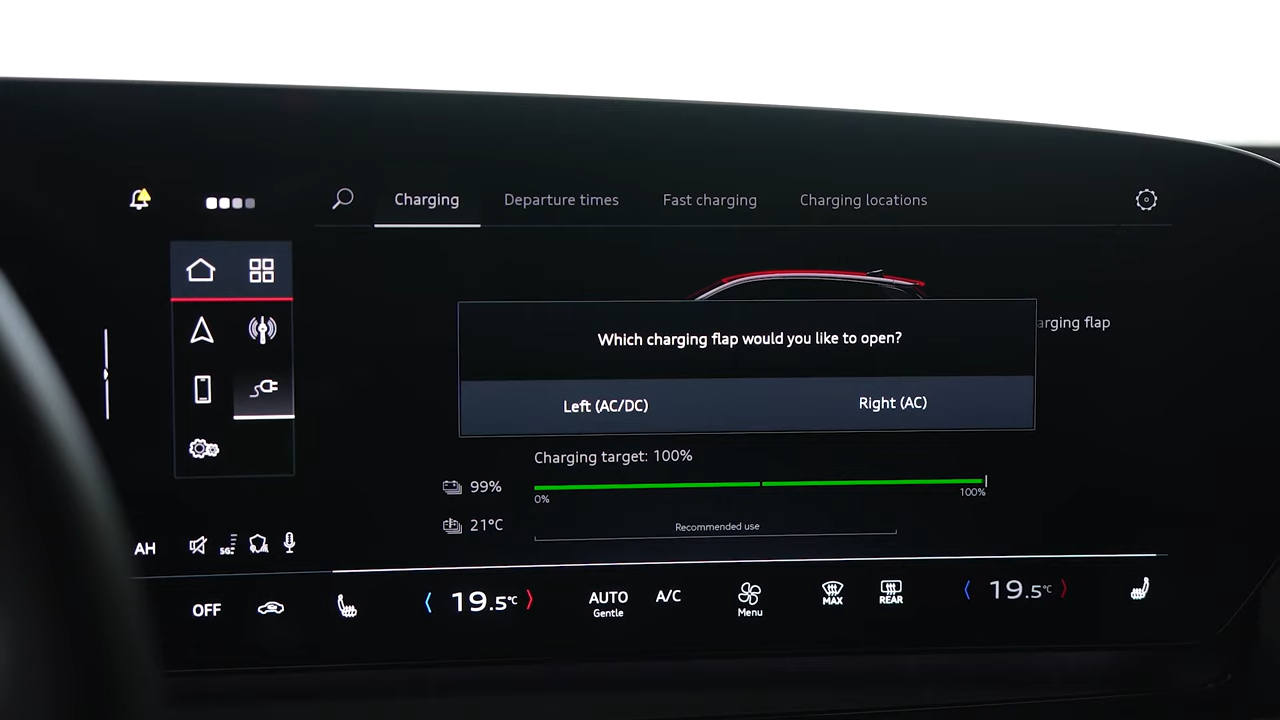 Charging
Departure times
Fast charging
Charging locations
arging flap
Which charging flap would you like to open?
Left (AC/DC)
Right (AC)
Charging target: 100%
99%
0%
100%
21°C
Recommended use
AH
5G
OFF
19.5°C
AUTO
Gentle
A/C
Menu
MAX
REAR
19.5°C